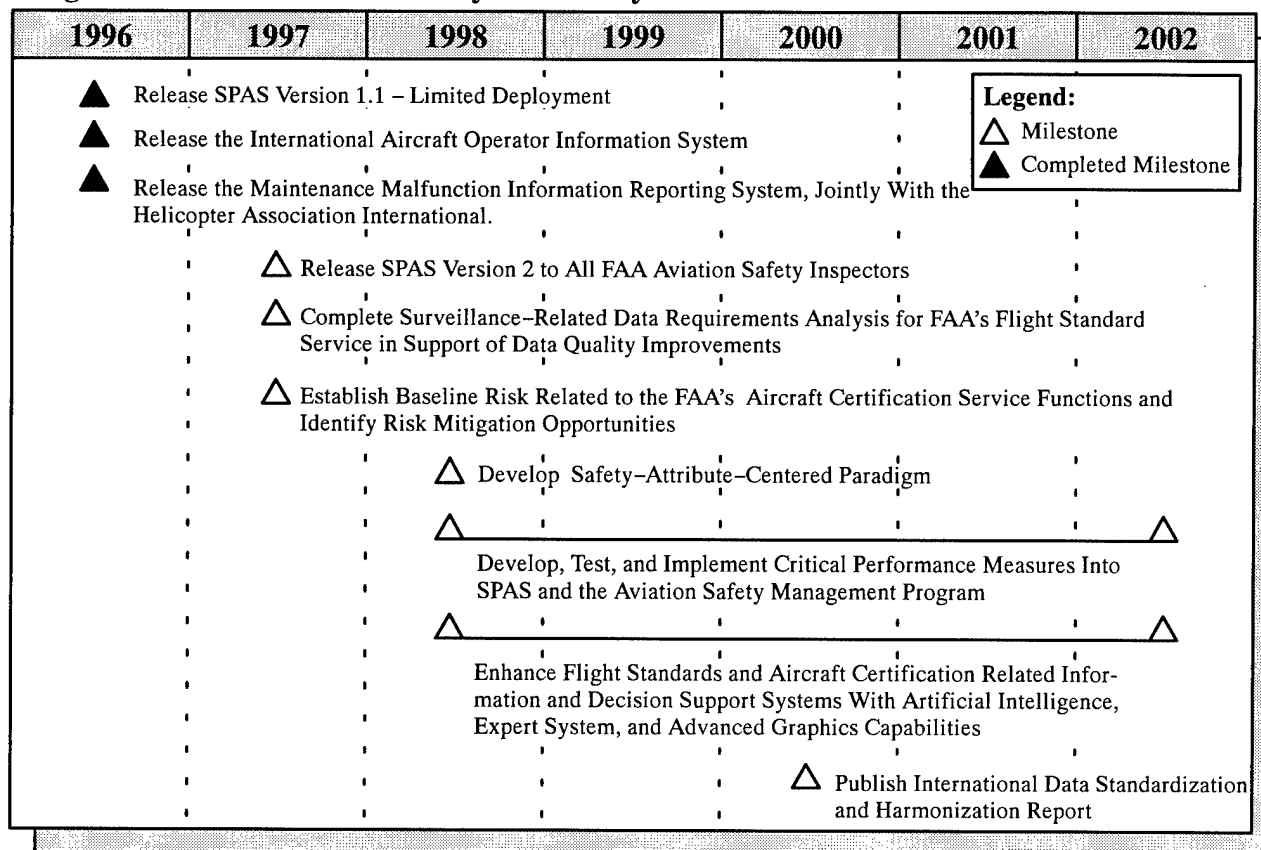 1996 1997 1998 1999 2000 2001 2002
Release SPAS Version 1.1 – Limited Deployment
Legend:
Milestone
Completed Milestone
Release the International Aircraft Operator Information System
Release the Maintenance Malfunction Information Reporting System, Jointly With the
Helicopter Association International.
Release SPAS Version 2 to All FAA Aviation Safety Inspectors
Complete Surveillance–Related Data Requirements Analysis for FAA's Flight Standard
Service in Support of Data Quality Improvements
Establish Baseline Risk Related to the FAA's Aircraft Certification Service Functions and
Identify Risk Mitigation Opportunities
Develop Safety–Attribute–Centered Paradigm
Develop, Test, and Implement Critical Performance Measures Into
SPAS and the Aviation Safety Management Program
Enhance Flight Standards and Aircraft Certification Related Infor-
mation and Decision Support Systems With Artificial Intelligence,
Expert System, and Advanced Graphics Capabilities
Publish International Data Standardization
and Harmonization Report